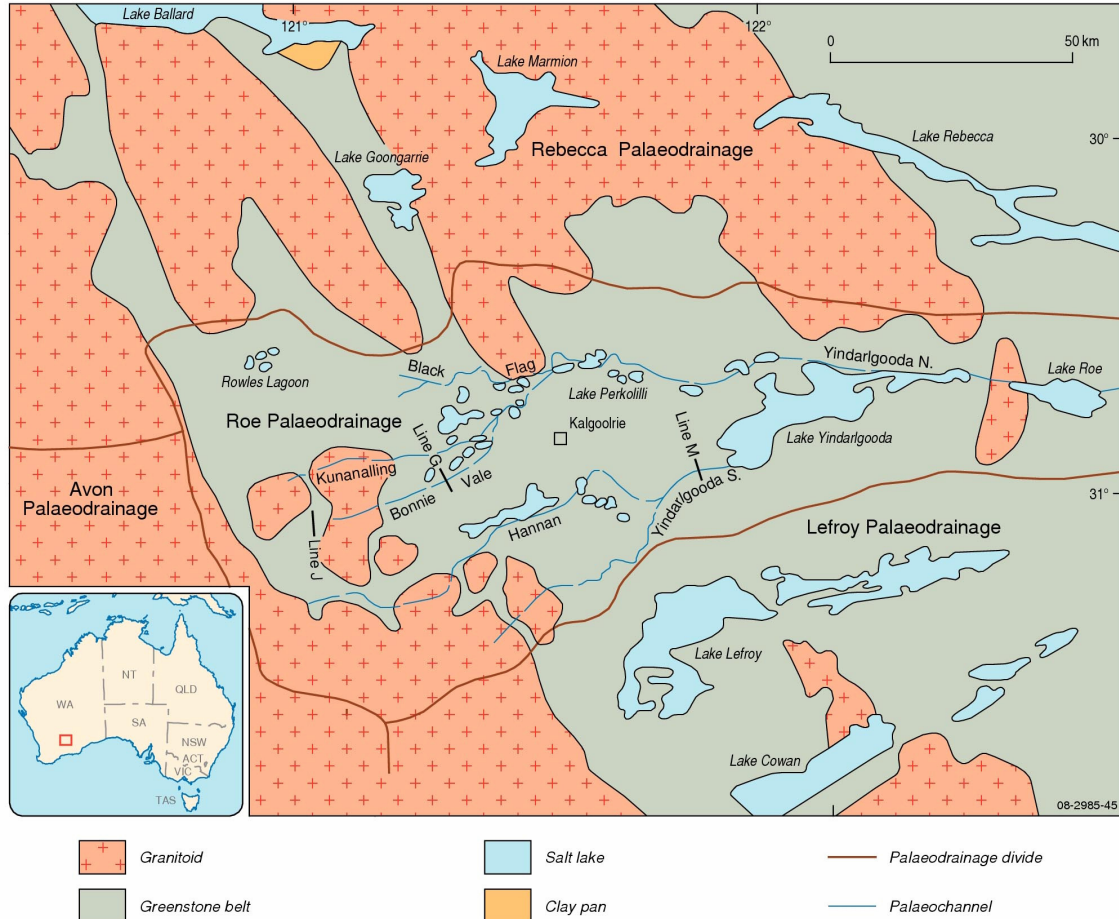 Lake Ballard
121°
122°
0
50 km
Lake Marmion
Lake Rebecca
30°
Rebecca Palaeodrainage
Lake Goongarrie
Black
Flag
Yindarlgooda N.
Lake Roe
Rowles Lagoon
Lake Perkolilli
Roe Palaeodrainage
Kalgoolrie
Line G
Line M
Lake Yindarlgooda
Kunanalling
Bonnie
Vale
Yindarlgooda S.
Avon
Palaeodrainage
31°
Hannan
Line J
Lefroy Palaeodrainage
Lake Lefroy
Lake Cowan
WA
NT
QLD
SA
NSW
ACT
VIC
TAS
08-2985-45
Granitoid
Salt lake
Palaeodrainage divide
Greenstone belt
Clay pan
Palaeochannel